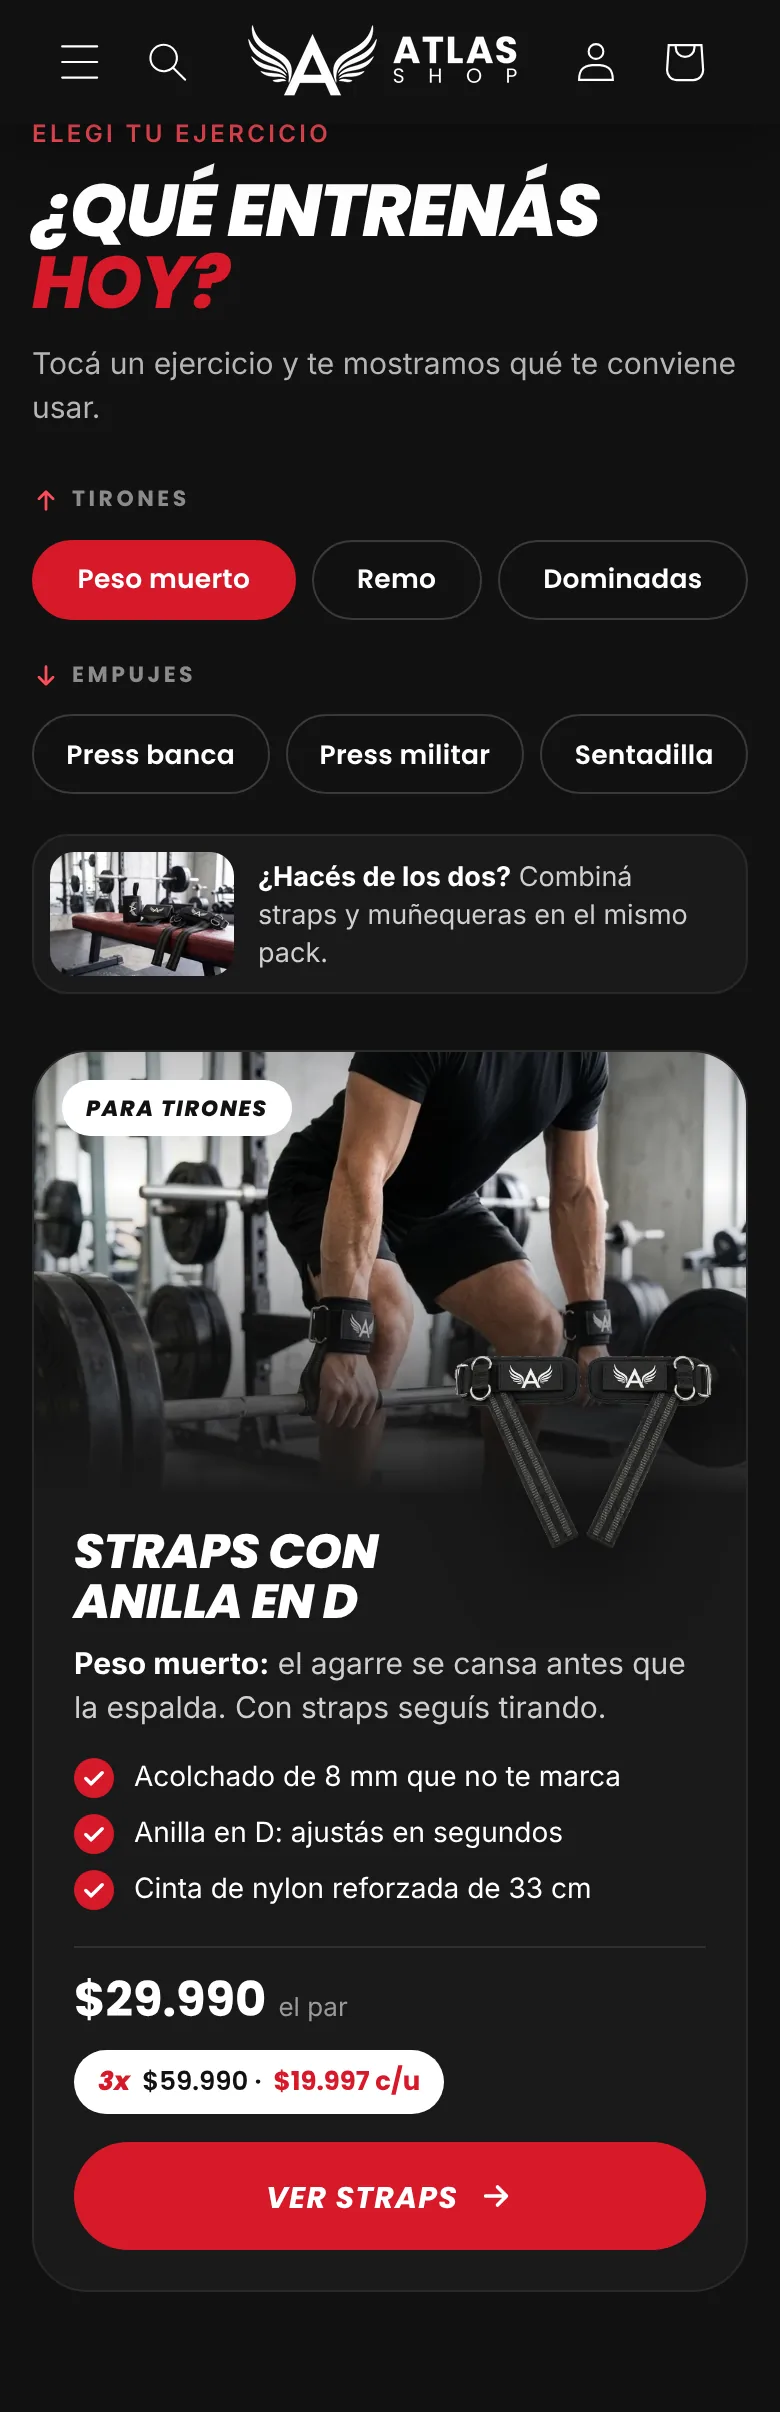 ATLAS
SHOP
ELEGI TU EJERCICIO
¿QUÉ ENTRENÁS
HOY?
Tocá un ejercicio y te mostramos qué te conviene
usar.
↑ TIRONES
Peso muerto
Remo
Dominadas
↓ EMPUJES
Press banca
Press militar
Sentadilla
¿Hacés de los dos? Combiná
straps y muñequeras en el mismo
pack.
PARA TIRONES
STRAPS CON
ANILLA EN D
Peso muerto: el agarre se cansa antes que
la espalda. Con straps seguís tirando.
Acolchado de 8 mm que no te marca
Anilla en D: ajustás en segundos
Cinta de nylon reforzada de 33 cm
$29.990 el par
3x $59.990 · $19.997 c/u
VER STRAPS →